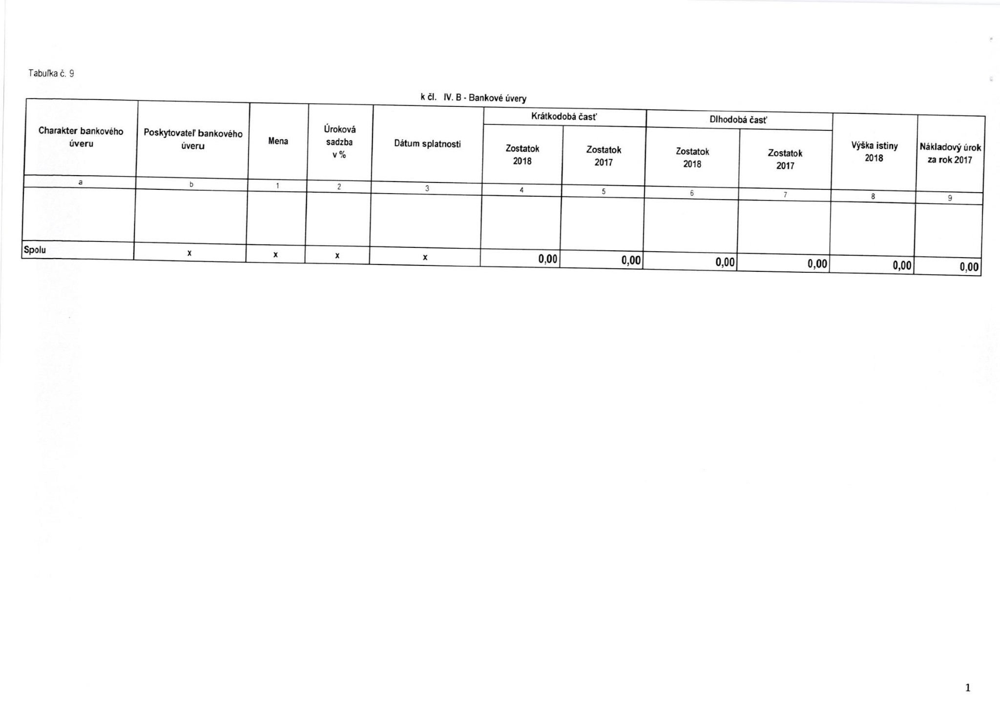 Tabuľka č. 9
k čl. IV. B - Bankové úvery
Charakter bankového
úveru
Poskytovateľ bankového
úveru
Mena
Úroková
sadzba
v %
Dátum splatnosti
Krátkodobá časť
Zostatok
2018
Zostatok
2017
Dlhodobá časť
Zostatok
2018
Zostatok
2017
Výška istiny
2018
Nákladový úrok
za rok 2017
a b 1 2 3 4 5 6 7 8 9
Spolu x x x x 0,00 0,00 0,00 0,00 0,00 0,00
1